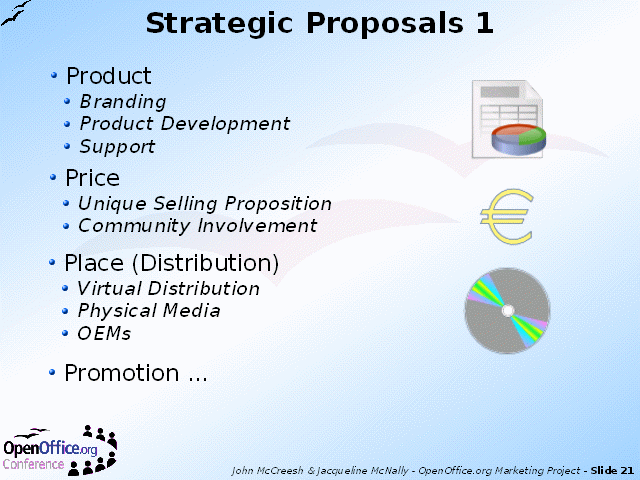 Strategic Proposals 1
• Product
• Branding
• Product Development
• Support
• Price
• Unique Selling Proposition
• Community Involvement
• Place (Distribution)
• Virtual Distribution
• Physical Media
• OEMs
• Promotion ...
€
OpenOffice.org
Conference
John McCreesh & Jacqueline McNally - OpenOffice.org Marketing Project - Slide 21